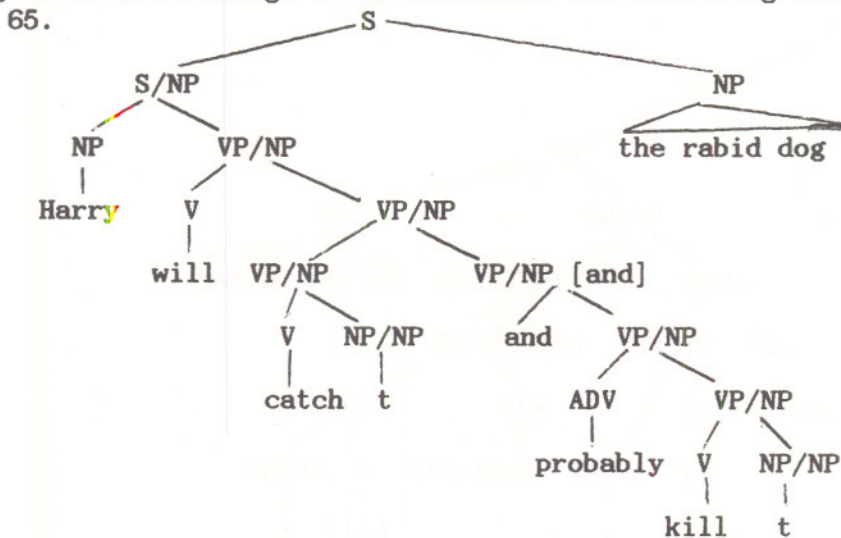 65.
S
S/NP NP
NP VP/NP the rabid dog
Harry V VP/NP
will VP/NP VP/NP [and]
V NP/NP and VP/NP
catch t ADV VP/NP
probably V NP/NP
kill t